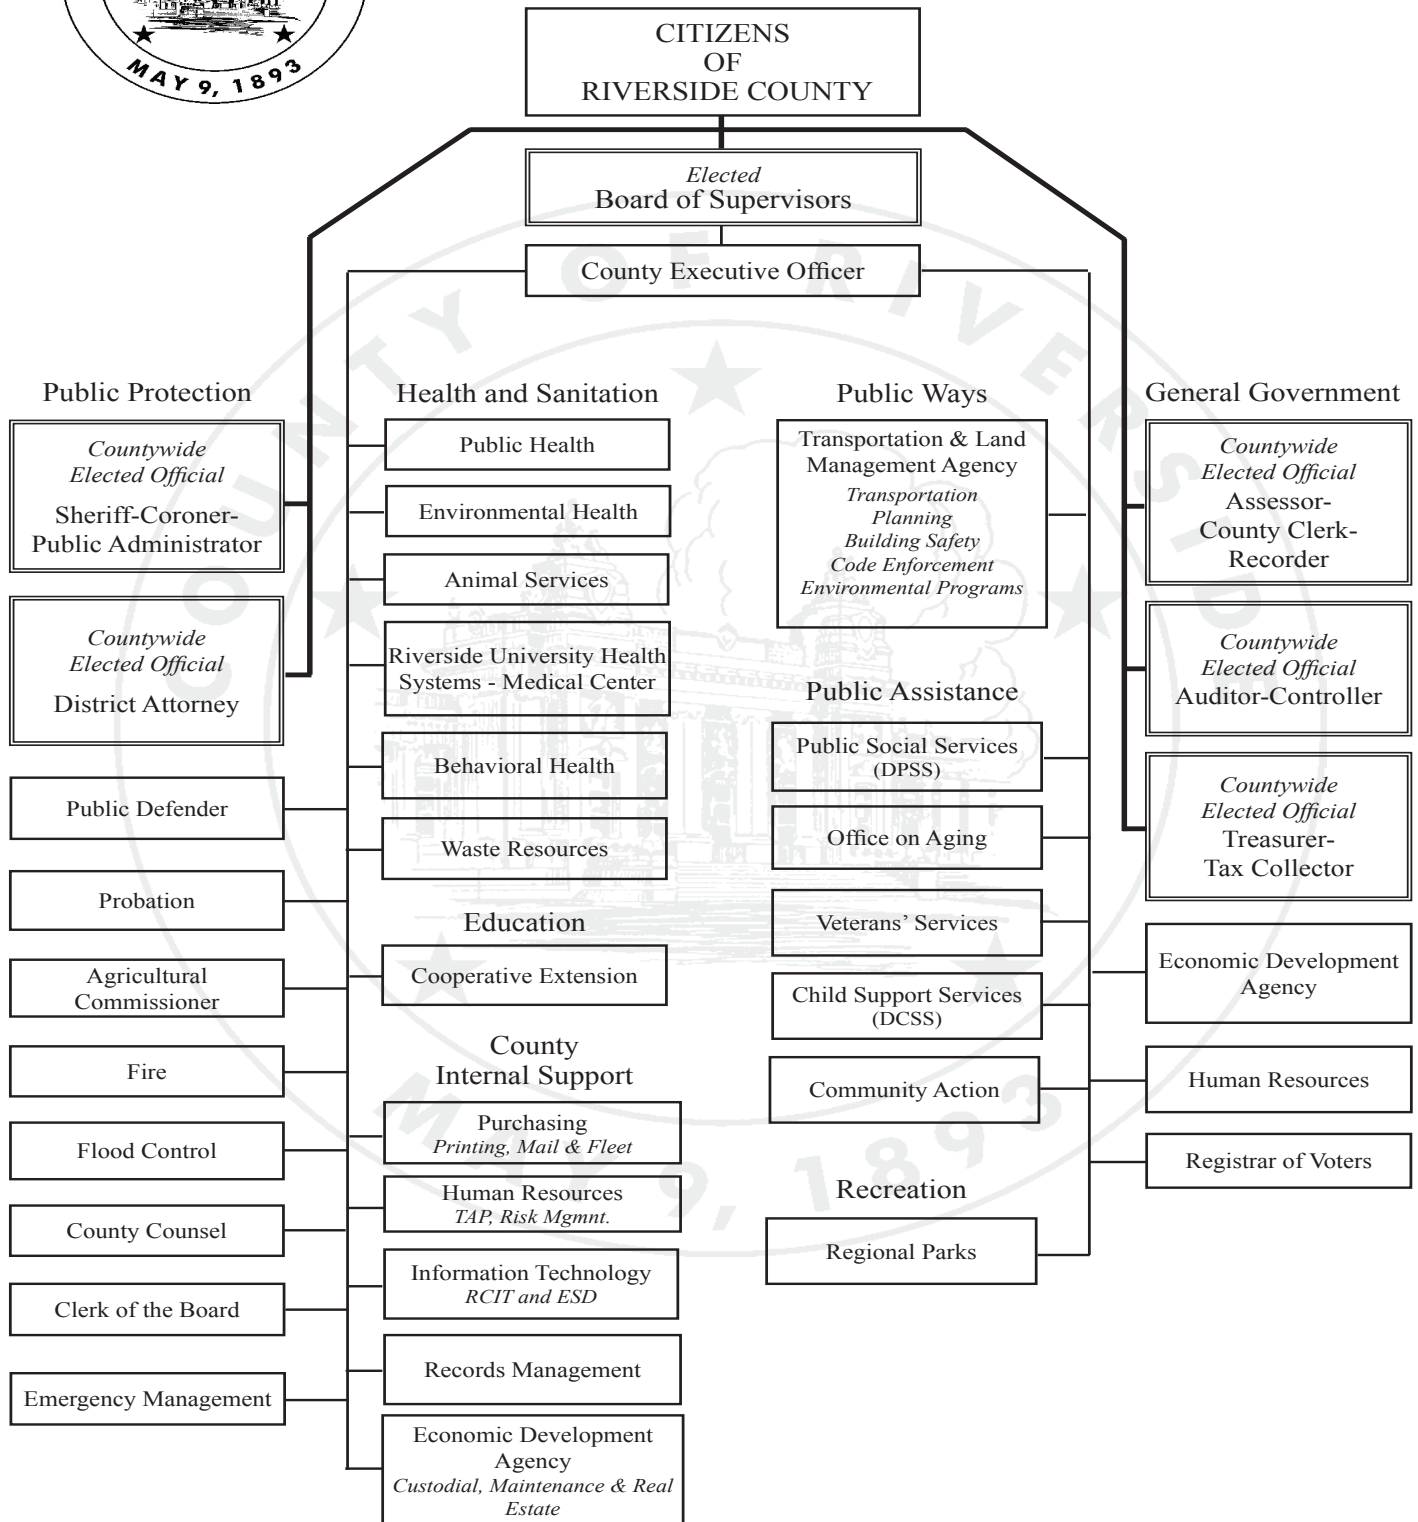 MAY 9, 1893
CITIZENS
OF
RIVERSIDE COUNTY
Elected
Board of Supervisors
County Executive Officer
COUNTY OF RIVERSIDE
MAY 9, 1893
Public Protection
Countywide
Elected Official
Sheriff-Coroner-
Public Administrator
Countywide
Elected Official
District Attorney
Public Defender
Probation
Agricultural
Commissioner
Fire
Flood Control
County Counsel
Clerk of the Board
Emergency Management
Health and Sanitation
Public Health
Environmental Health
Animal Services
Riverside University Health
Systems - Medical Center
Behavioral Health
Waste Resources
Education
Cooperative Extension
County
Internal Support
Purchasing
Printing, Mail & Fleet
Human Resources
TAP, Risk Mgmnt.
Information Technology
RCIT and ESD
Records Management
Economic Development
Agency
Custodial, Maintenance & Real
Estate
Public Ways
Transportation & Land
Management Agency
Transportation
Planning
Building Safety
Code Enforcement
Environmental Programs
Public Assistance
Public Social Services
(DPSS)
Office on Aging
Veterans’ Services
Child Support Services
(DCSS)
Community Action
Recreation
Regional Parks
General Government
Countywide
Elected Official
Assessor-
County Clerk-
Recorder
Countywide
Elected Official
Auditor-Controller
Countywide
Elected Official
Treasurer-
Tax Collector
Economic Development
Agency
Human Resources
Registrar of Voters